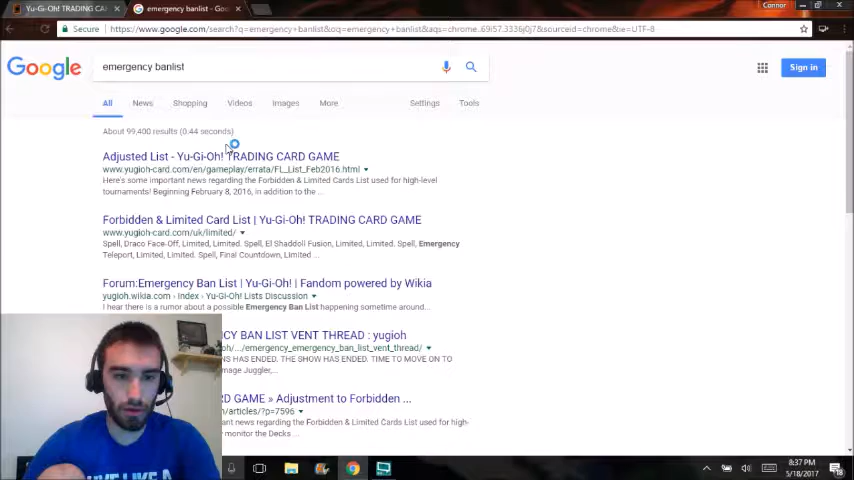 Yu-Gi-Oh! TRADING CA
emergency banlist - Goo
Connor
Secure
https://www.google.com/search?q=emergency+banlist&oq=emergency+banlist&aqs=chrome..69i57.3336j0j7&sourceid=chrome&ie=UTF-8
Google
emergency banlist
Sign in
All
News
Shopping
Videos
Images
More
Settings
Tools
About 99,400 results (0.44 seconds)
Adjusted List - Yu-Gi-Oh! TRADING CARD GAME
www.yugioh-card.com/en/gameplay/errata/FL_List_Feb2016.html
Here's some important news regarding the Forbidden & Limited Cards List used for high-level
tournaments! Beginning February 8, 2016, in addition to the ...
Forbidden & Limited Card List | Yu-Gi-Oh! TRADING CARD GAME
www.yugioh-card.com/uk/limited/
Spell, Draco Face-Off, Limited, Limited. Spell, El Shaddoll Fusion, Limited, Limited. Spell, Emergency
Teleport, Limited, Limited. Spell, Final Countdown, Limited ...
Forum:Emergency Ban List | Yu-Gi-Oh! | Fandom powered by Wikia
yugioh.wikia.com › Index › Yu-Gi-Oh! Lists Discussion
I hear there is a rumor about a possible Emergency Ban List happening sometime around...
CY BAN LIST VENT THREAD : yugioh
oh/.../emergency_emergency_ban_list_vent_thread/
NS HAS ENDED. THE SHOW HAS ENDED. TIME TO MOVE ON TO
mage Juggler,...
RD GAME » Adjustment to Forbidden ...
n/articles/?p=7596
nt news regarding the Forbidden & Limited Cards List used for high-
y monitor the Decks ...
LIVE LIKE A
8:37 PM
5/18/2017
18